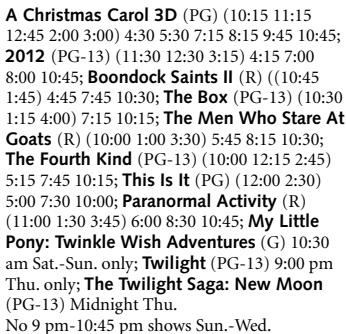 A Christmas Carol 3D (PG) (10:15 11:15
12:45 2:00 3:00) 4:30 5:30 7:15 8:15 9:45 10:45;
2012 (PG-13) (11:30 12:30 3:15) 4:15 7:00
8:00 10:45; Boondock Saints II (R) ((10:45
1:45) 4:45 7:45 10:30; The Box (PG-13) (10:30
1:15 4:00) 7:15 10:15; The Men Who Stare At
Goats (R) (10:00 1:00 3:30) 5:45 8:15 10:30;
The Fourth Kind (PG-13) (10:00 12:15 2:45)
5:15 7:45 10:15; This Is It (PG) (12:00 2:30)
5:00 7:30 10:00; Paranormal Activity (R)
(11:00 1:30 3:45) 6:00 8:30 10:45; My Little
Pony: Twinkle Wish Adventures (G) 10:30
am Sat.-Sun. only; Twilight (PG-13) 9:00 pm
Thu. only; The Twilight Saga: New Moon
(PG-13) Midnight Thu.
No 9 pm-10:45 pm shows Sun.-Wed.